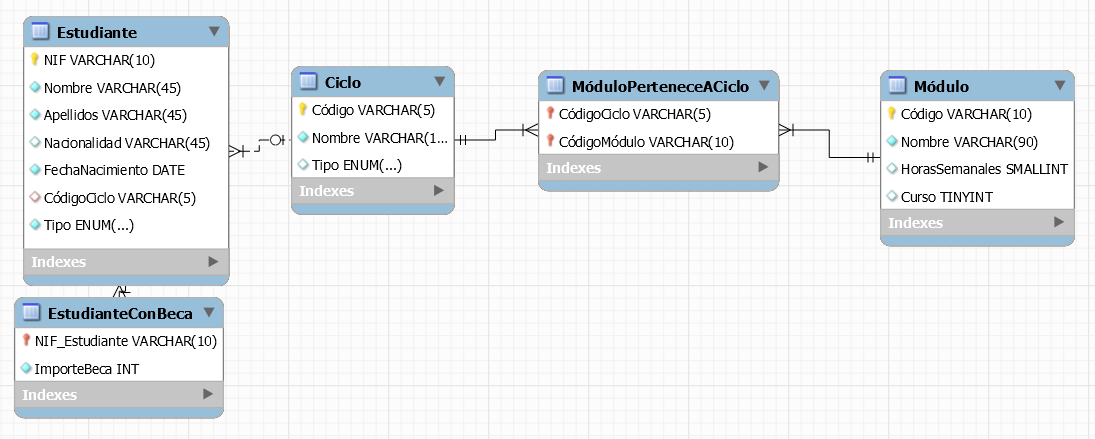 Estudiante
NIF VARCHAR(10)
Nombre VARCHAR(45)
Apellidos VARCHAR(45)
Nacionalidad VARCHAR(45)
FechaNacimiento DATE
CódigoCiclo VARCHAR(5)
Tipo ENUM(...)
Indexes
EstudianteConBeca
NIF_Estudiante VARCHAR(10)
ImporteBeca INT
Indexes
Ciclo
Código VARCHAR(5)
Nombre VARCHAR(1...
Tipo ENUM(...)
Indexes
MóduloPerteneceACiclo
CódigoCiclo VARCHAR(5)
CódigoMódulo VARCHAR(10)
Indexes
Módulo
Código VARCHAR(10)
Nombre VARCHAR(90)
HorasSemanales SMALLINT
Curso TINYINT
Indexes